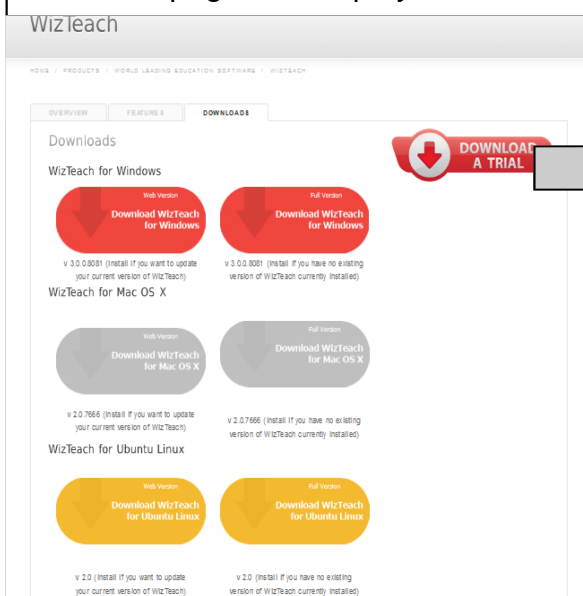 WizTeach
HOME / PRODUCTS / WORLD LEADING EDUCATION SOFTWARE / WIZTEACH
OVERVIEW FEATURES DOWNLOADS
Downloads
DOWNLOAD
A TRIAL
WizTeach for Windows
Web Version
Download WizTeach
for Windows
Full Version
Download WizTeach
for Windows
v 3.0.0.8081 (Install if you want to update
your current version of WizTeach)
v 3.0.0.8081 (Install if you have no existing
version of WizTeach currently installed)
WizTeach for Mac OS X
Web Version
Download WizTeach
for Mac OS X
Full Version
Download WizTeach
for Mac OS X
v 2.0.7666 (Install if you want to update
your current version of WizTeach)
v 2.0.7666 (Install if you have no existing
version of WizTeach currently installed)
WizTeach for Ubuntu Linux
Web Version
Download WizTeach
for Ubuntu Linux
Full Version
Download WizTeach
for Ubuntu Linux
v 2.0 (Install if you want to update
your current version of WizTeach)
v 2.0 (Install if you have no existing
version of WizTeach currently installed)